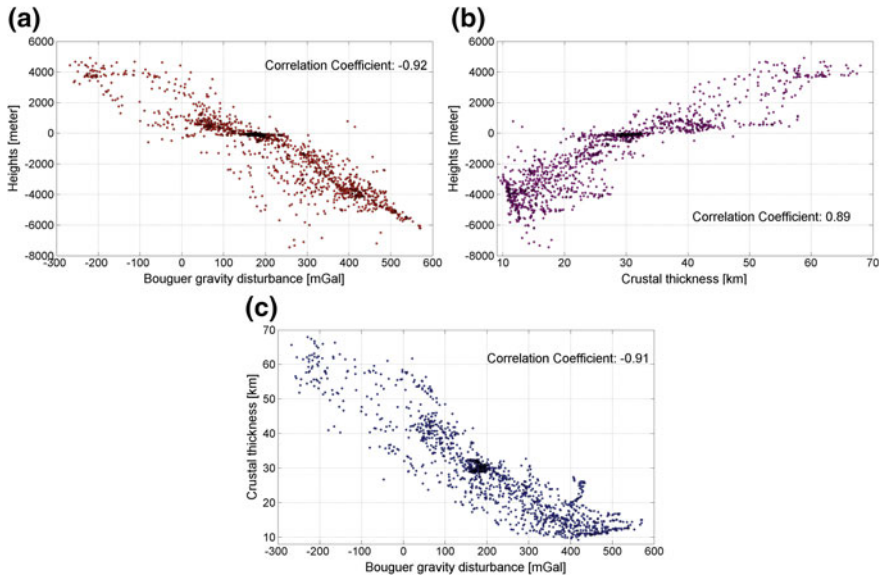 (a)
6000
4000
2000
0
-2000
-4000
-6000
-8000
Heights [meter]
Correlation Coefficient: -0.92
-300 -200 -100 0 100 200 300 400 500 600
Bouguer gravity disturbance [mGal]
(b)
6000
4000
2000
0
-2000
-4000
-6000
-8000
Heights [meter]
Correlation Coefficient: 0.89
10 20 30 40 50 60 70
Crustal thickness [km]
(c)
70
60
50
40
30
20
10
Crustal thickness [km]
Correlation Coefficient: -0.91
-300 -200 -100 0 100 200 300 400 500 600
Bouguer gravity disturbance [mGal]